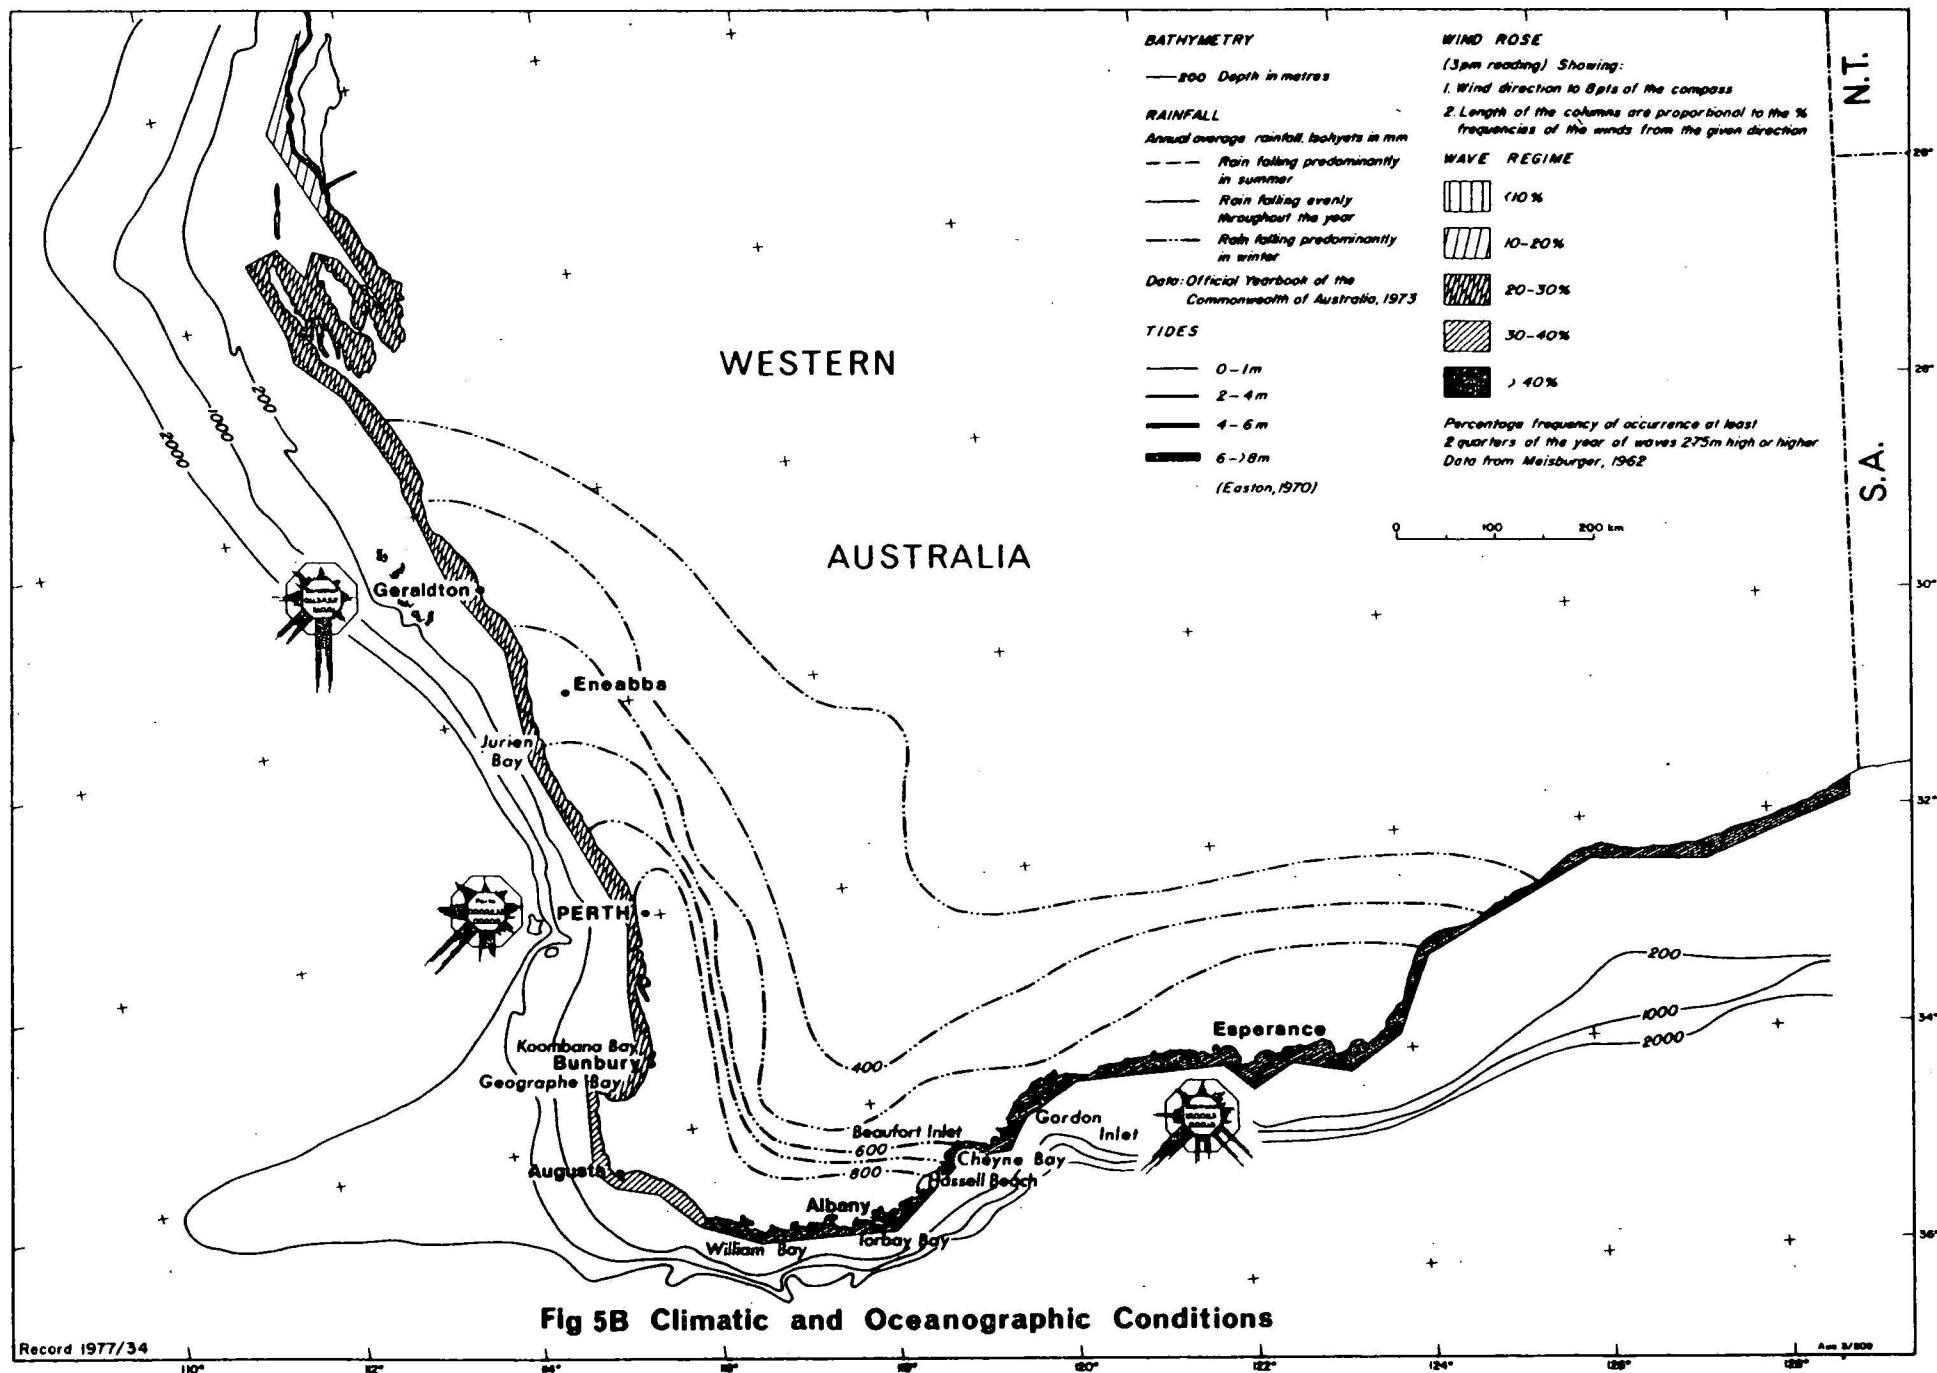 BATHYMETRY
200 Depth in metres
RAINFALL
Annual average rainfall. Isohyets in mm
Rain falling predominantly
in summer
Rain falling evenly
throughout the year
Rain falling predominantly
in winter
Data: Official Yearbook of the
Commonwealth of Australia, 1973
TIDES
0-1m
2-4m
4-6m
6->8m
(Easton, 1970)
WIND ROSE
(3pm reading) Showing:
1. Wind direction to 8pts of the compass
2. Length of the columns are proportional to the %
frequencies of the winds from the given direction
WAVE REGIME
<10%
10-20%
20-30%
30-40%
> 40%
Percentage frequency of occurrence at least
2 quarters of the year of waves 2·75m high or higher
Data from Meisburger, 1962
0 100 200 km
N.T.
S.A.
WESTERN
AUSTRALIA
200
1000
2000
Geraldton
Eneabba
Jurien
Bay
PERTH
Koombana Bay
Bunbury
Geographe Bay
Augusta
William Bay
Albany
Torbay Bay
Hassell Beach
Cheyne Bay
Beaufort Inlet
Gordon
Inlet
Esperance
400
600
800
200
1000
2000
26°
28°
30°
32°
34°
36°
110°
112°
114°
118°
120°
122°
124°
126°
128°
Fig 5B Climatic and Oceanographic Conditions
Record 1977/34